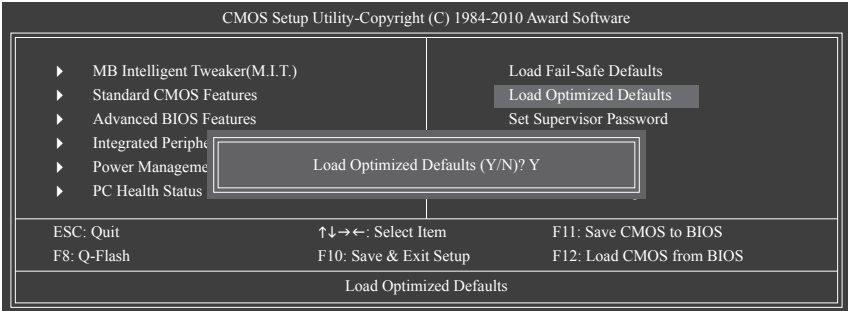 CMOS Setup Utility-Copyright (C) 1984-2010 Award Software
MB Intelligent Tweaker(M.I.T.)
Standard CMOS Features
Advanced BIOS Features
Integrated Periphe
Power Manageme
PC Health Status
Load Fail-Safe Defaults
Load Optimized Defaults
Set Supervisor Password
Load Optimized Defaults (Y/N)? Y
ESC: Quit ↑↓→←: Select Item F11: Save CMOS to BIOS
F8: Q-Flash F10: Save & Exit Setup F12: Load CMOS from BIOS
Load Optimized Defaults